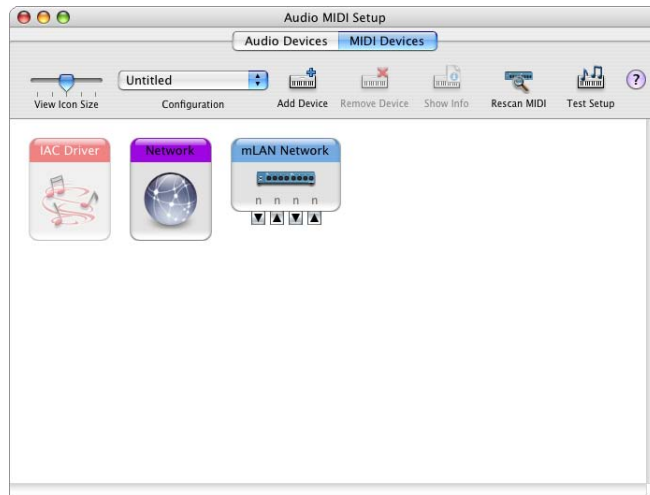 Audio MIDI Setup
Audio Devices MIDI Devices
Untitled
View Icon Size Configuration Add Device Remove Device Show Info Rescan MIDI Test Setup ?
IAC Driver Network mLAN Network
n n n n